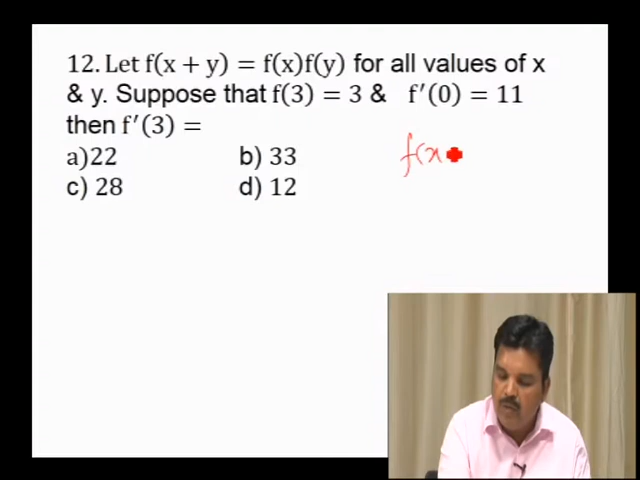 12. Let f(x + y) = f(x)f(y) for all values of x
& y. Suppose that f(3) = 3 & f′(0) = 11
then f′(3) =
a)22 b) 33
c) 28 d) 12
f(x